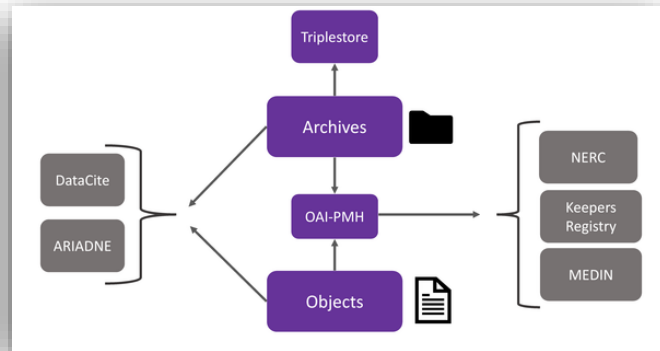 Triplestore
Archives
DataCite
ARIADNE
OAI-PMH
NERC
Keepers
Registry
MEDIN
Objects